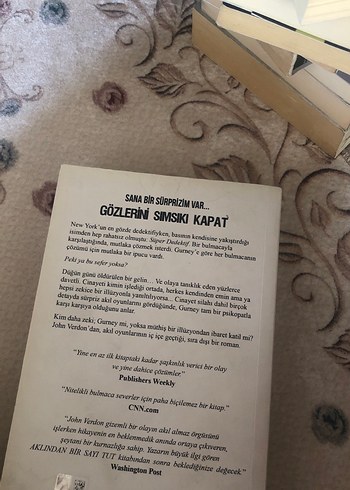 SANA BİR SÜRPRİZİM VAR...
GÖZLERİNİ SIMSIKI KAPAT
New York'un en gözde dedektifiyken, basının kendisine yakıştırdığı
isimden hep rahatsız olmuştu: Süper Dedektif. Bir bulmacayla
karşılaştığında, mutlaka çözmek isterdi. Gurney'e göre her bulmacanın
çözümü için mutlaka bir ipucu vardı.
Peki ya bu sefer yoksa?
Düğün günü öldürülen bir gelin... Ve olaya tanıklık eden yüzlerce
davetli. Cinayeti kimin işlediği ortada, herkes kendinden emin ama ya
hepsi zekice bir illüzyonla yanıltılıyorsa... Cinayet silahı dahil birçok
detayda sürpriz akıl oyunlarını gördüğünde, Gurney tam bir psikopatla
karşı karşıya olduğunu anlar.
Kim daha zeki; Gurney mi, yoksa müthiş bir illüzyondan ibaret katil mi?
John Verdon'dan, akıl oyunlarının iç içe geçtiği, sıra dışı bir roman.
"Yine en az ilk kitaptaki kadar şaşkınlık verici bir olay
ve yine dahice çözümler."
Publishers Weekly
"Nitelikli bulmaca severler için paha biçilemez bir kitap."
CNN.com
"John Verdon gizemli bir olayın akıl almaz örgüsünü
işlerken hikayenin en beklenmedik anında ortaya çıkıveren,
şeytani bir kurnazlığa sahip. Yazarın büyük ilgi gören
AKLINDAN BİR SAYI TUT kitabından sonra beklediğinize değecek."
Washington Post